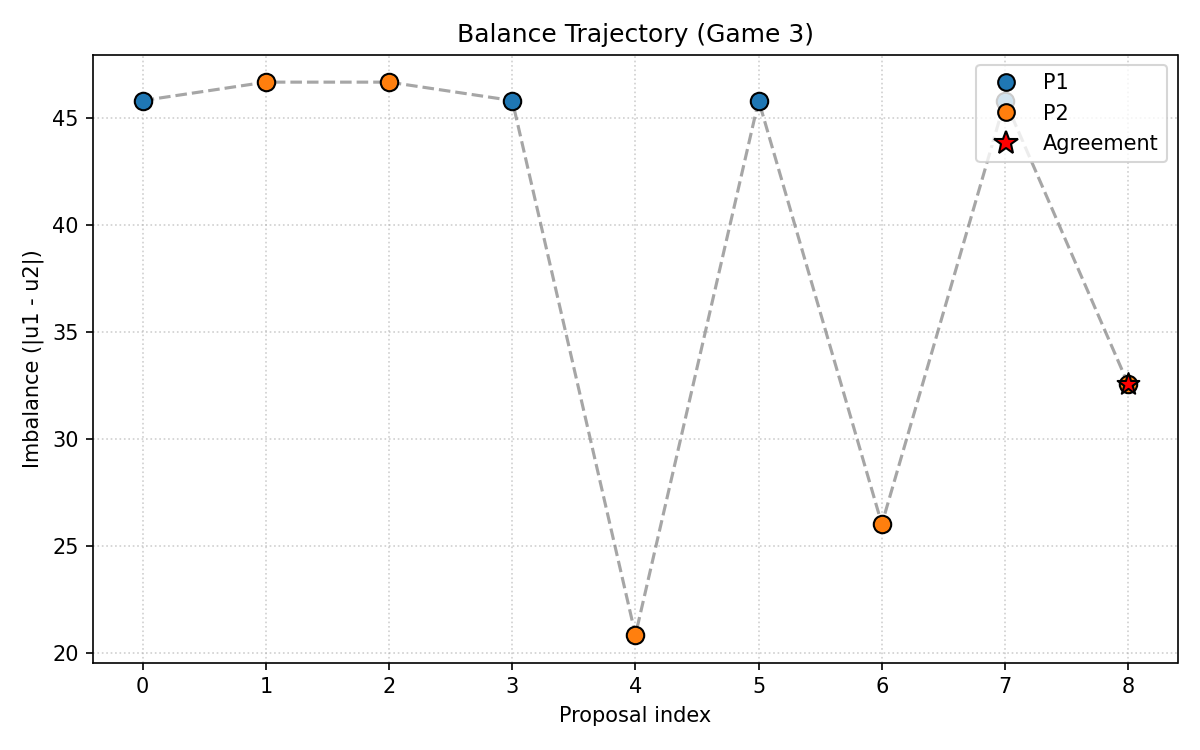 Balance Trajectory (Game 3)
P1
P2
Agreement
Imbalance (|u1 - u2|)
45
40
35
30
25
20
0 1 2 3 4 5 6 7 8
Proposal index